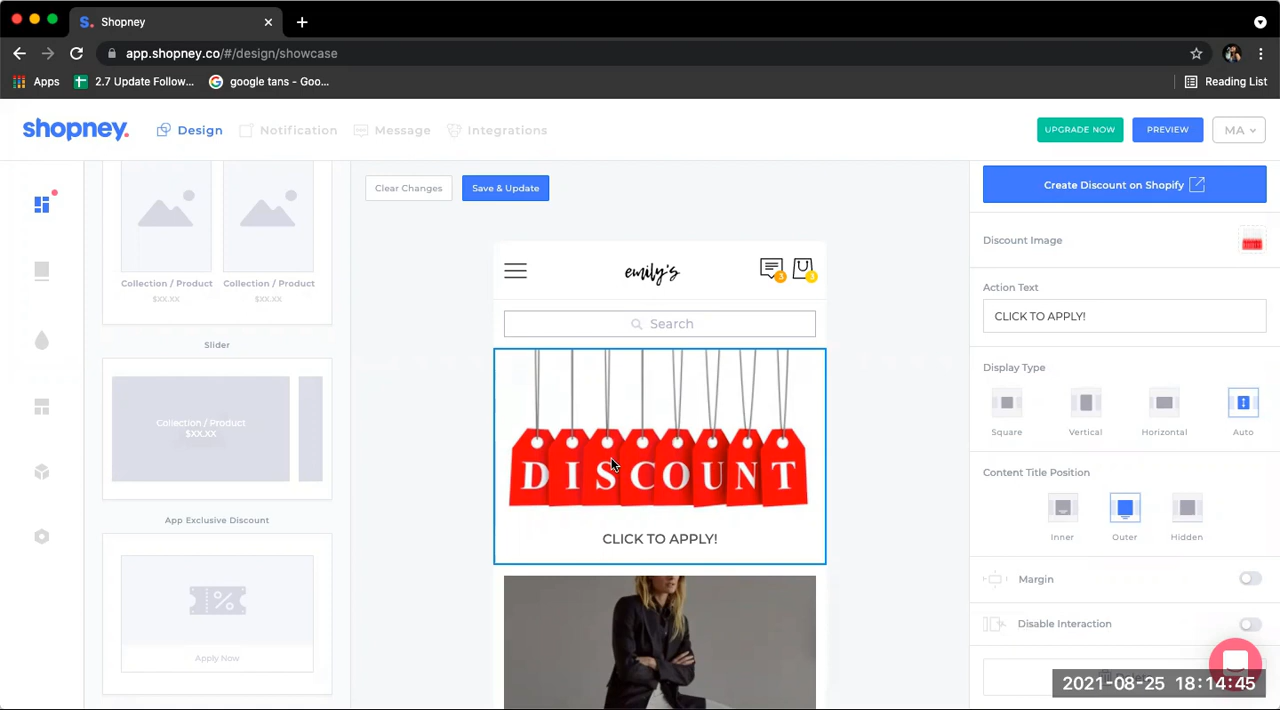 Shopney
app.shopney.co/#/design/showcase
Apps
2.7 Update Follow...
google tans - Goo...
Reading List
shopney.
Design
Notification
Message
Integrations
UPGRADE NOW
PREVIEW
MA
Collection / Product
$XX.XX
Collection / Product
$XX.XX
Slider
Collection / Product
$XX.XX
App Exclusive Discount
Apply Now
Clear Changes
Save & Update
emily's
3
Search
DISCOUNT
CLICK TO APPLY!
Create Discount on Shopify
Discount Image
Action Text
CLICK TO APPLY!
Display Type
Square
Vertical
Horizontal
Auto
Content Title Position
Inner
Outer
Hidden
Margin
Disable Interaction
2021-08-25 18:14:45